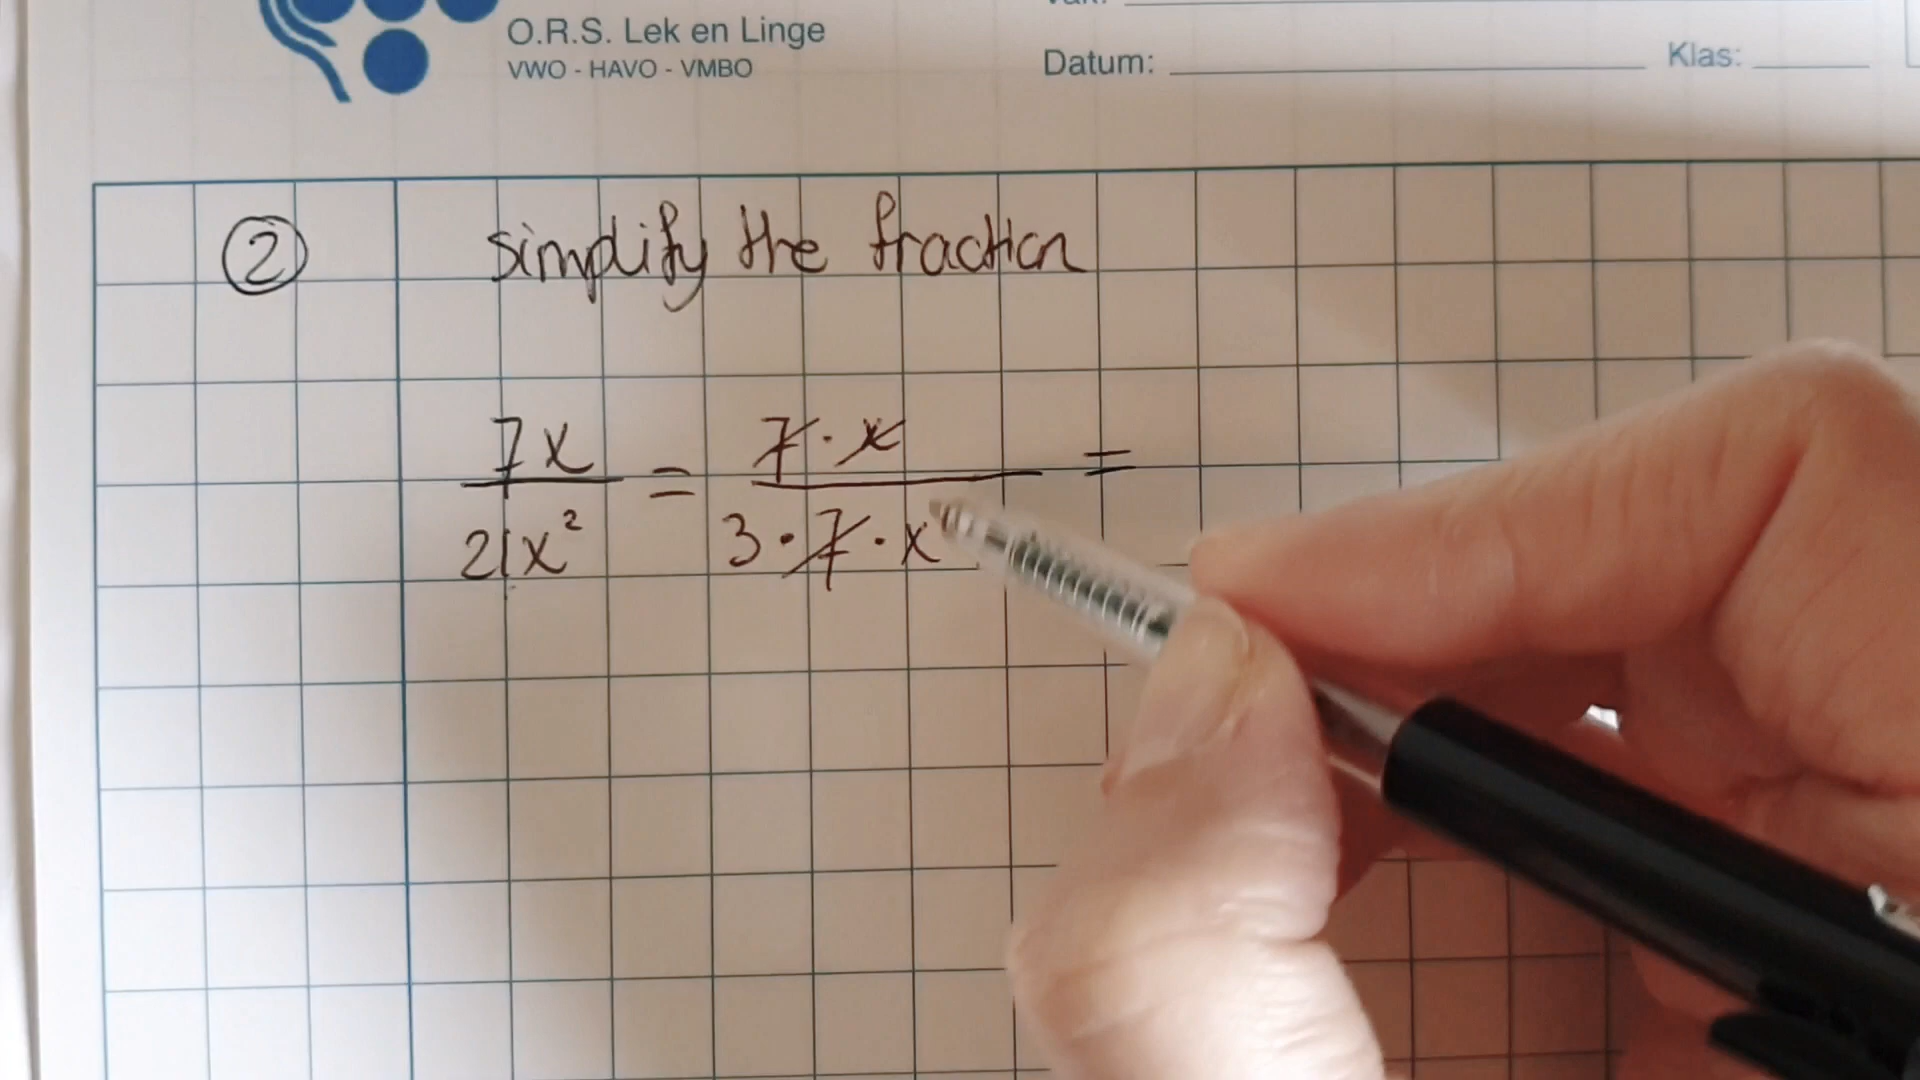 O.R.S. Lek en Linge
VWO - HAVO - VMBO
Datum: Klas:
② simplify the fraction
7x / 21x² = 7 · x / 3 · 7 · x =